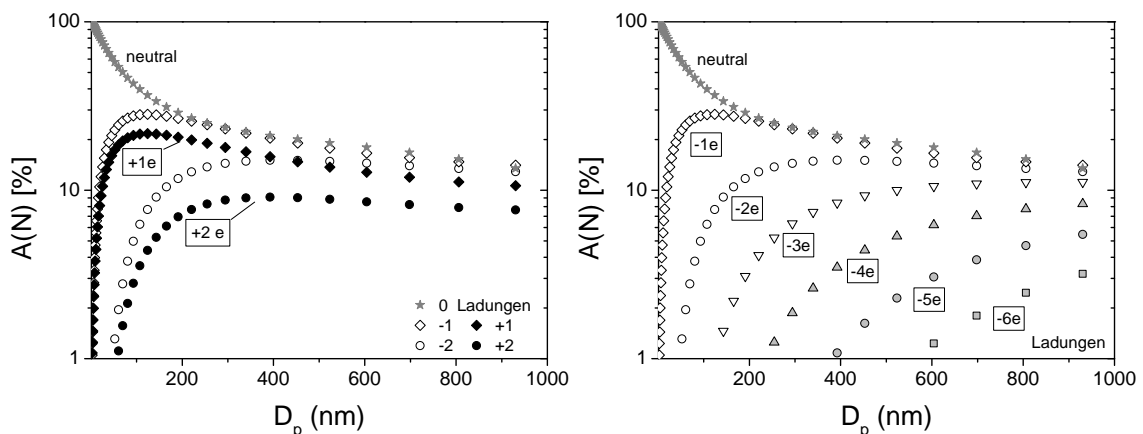 100
neutral
+1e
10
+2 e
0 Ladungen
-1 +1
-2 +2
1
200 400 600 800 1000
A(N) [%]
D_p (nm)
100
neutral
-1e
10
-2e
-3e
-4e
-5e
-6e
Ladungen
1
200 400 600 800 1000
A(N) [%]
D_p (nm)